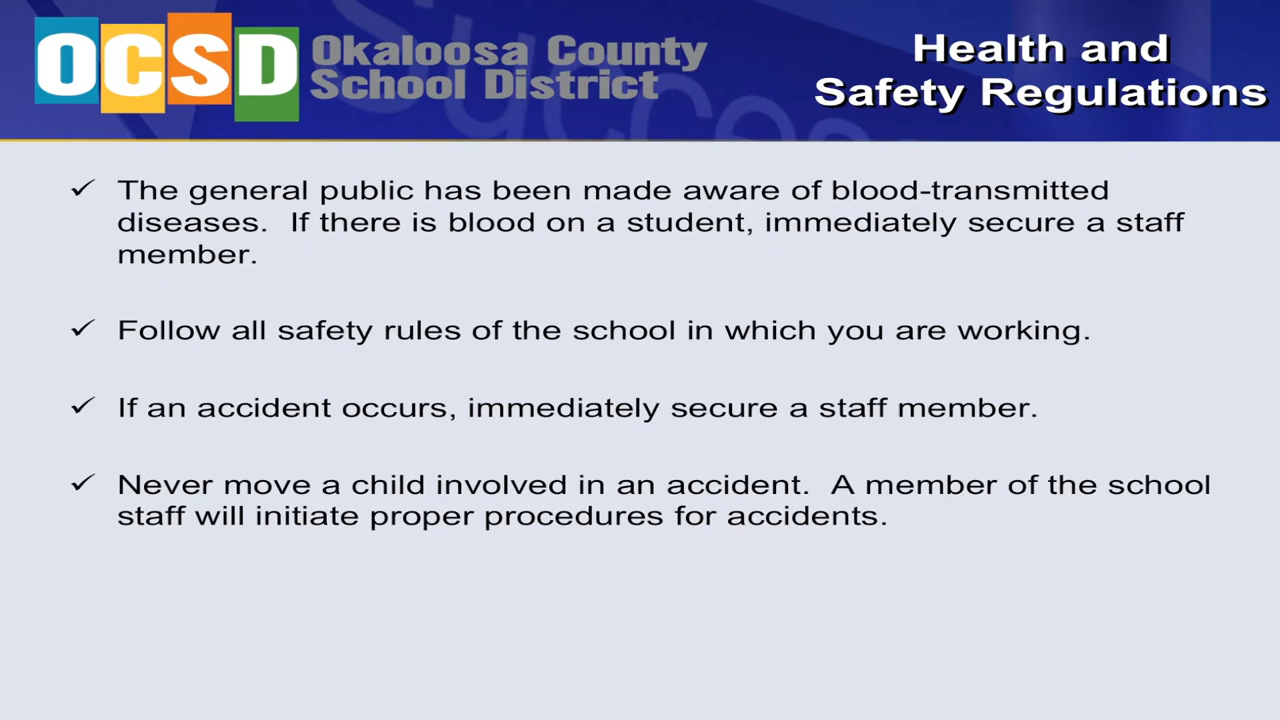 OCSD
Okaloosa County
School District
Health and
Safety Regulations
Success
✓ The general public has been made aware of blood-transmitted
diseases.  If there is blood on a student, immediately secure a staff
member.
✓ Follow all safety rules of the school in which you are working.
✓ If an accident occurs, immediately secure a staff member.
✓ Never move a child involved in an accident.  A member of the school
staff will initiate proper procedures for accidents.